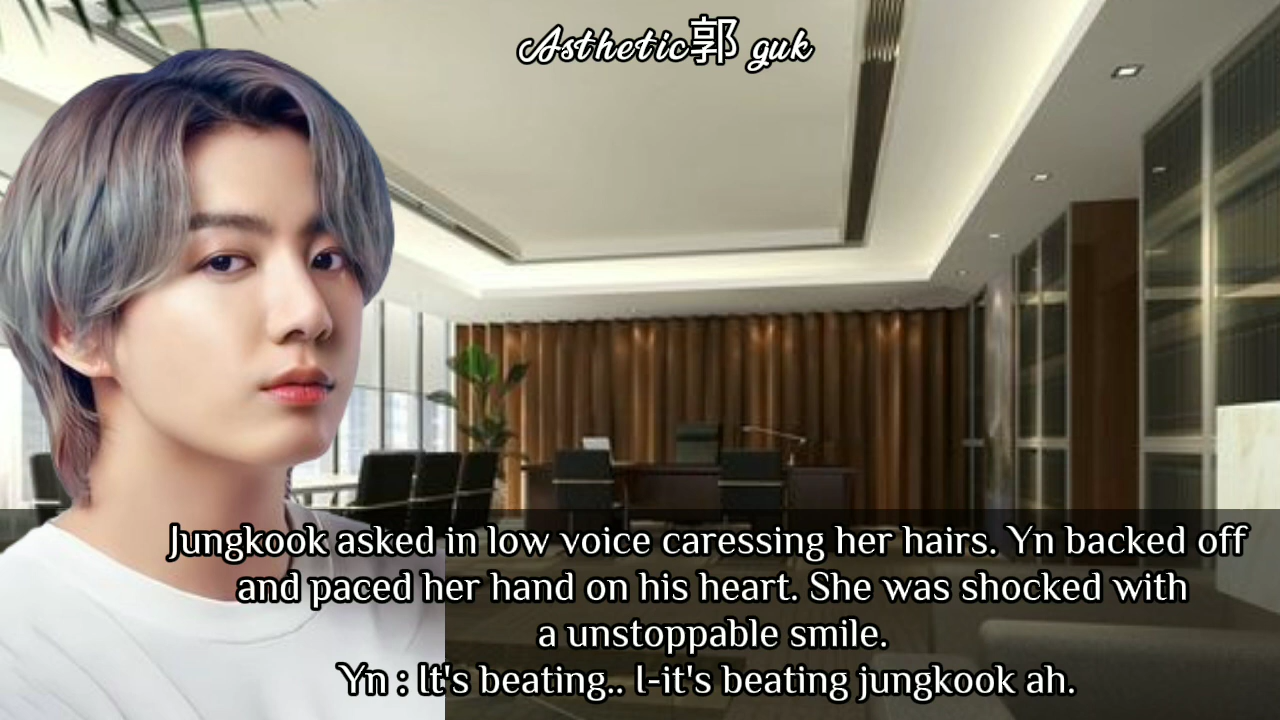 Asthetic郭 guk
Jungkook asked in low voice caressing her hairs. Yn backed off
and paced her hand on his heart. She was shocked with
a unstoppable smile.
Yn : It's beating.. I-it's beating jungkook ah.